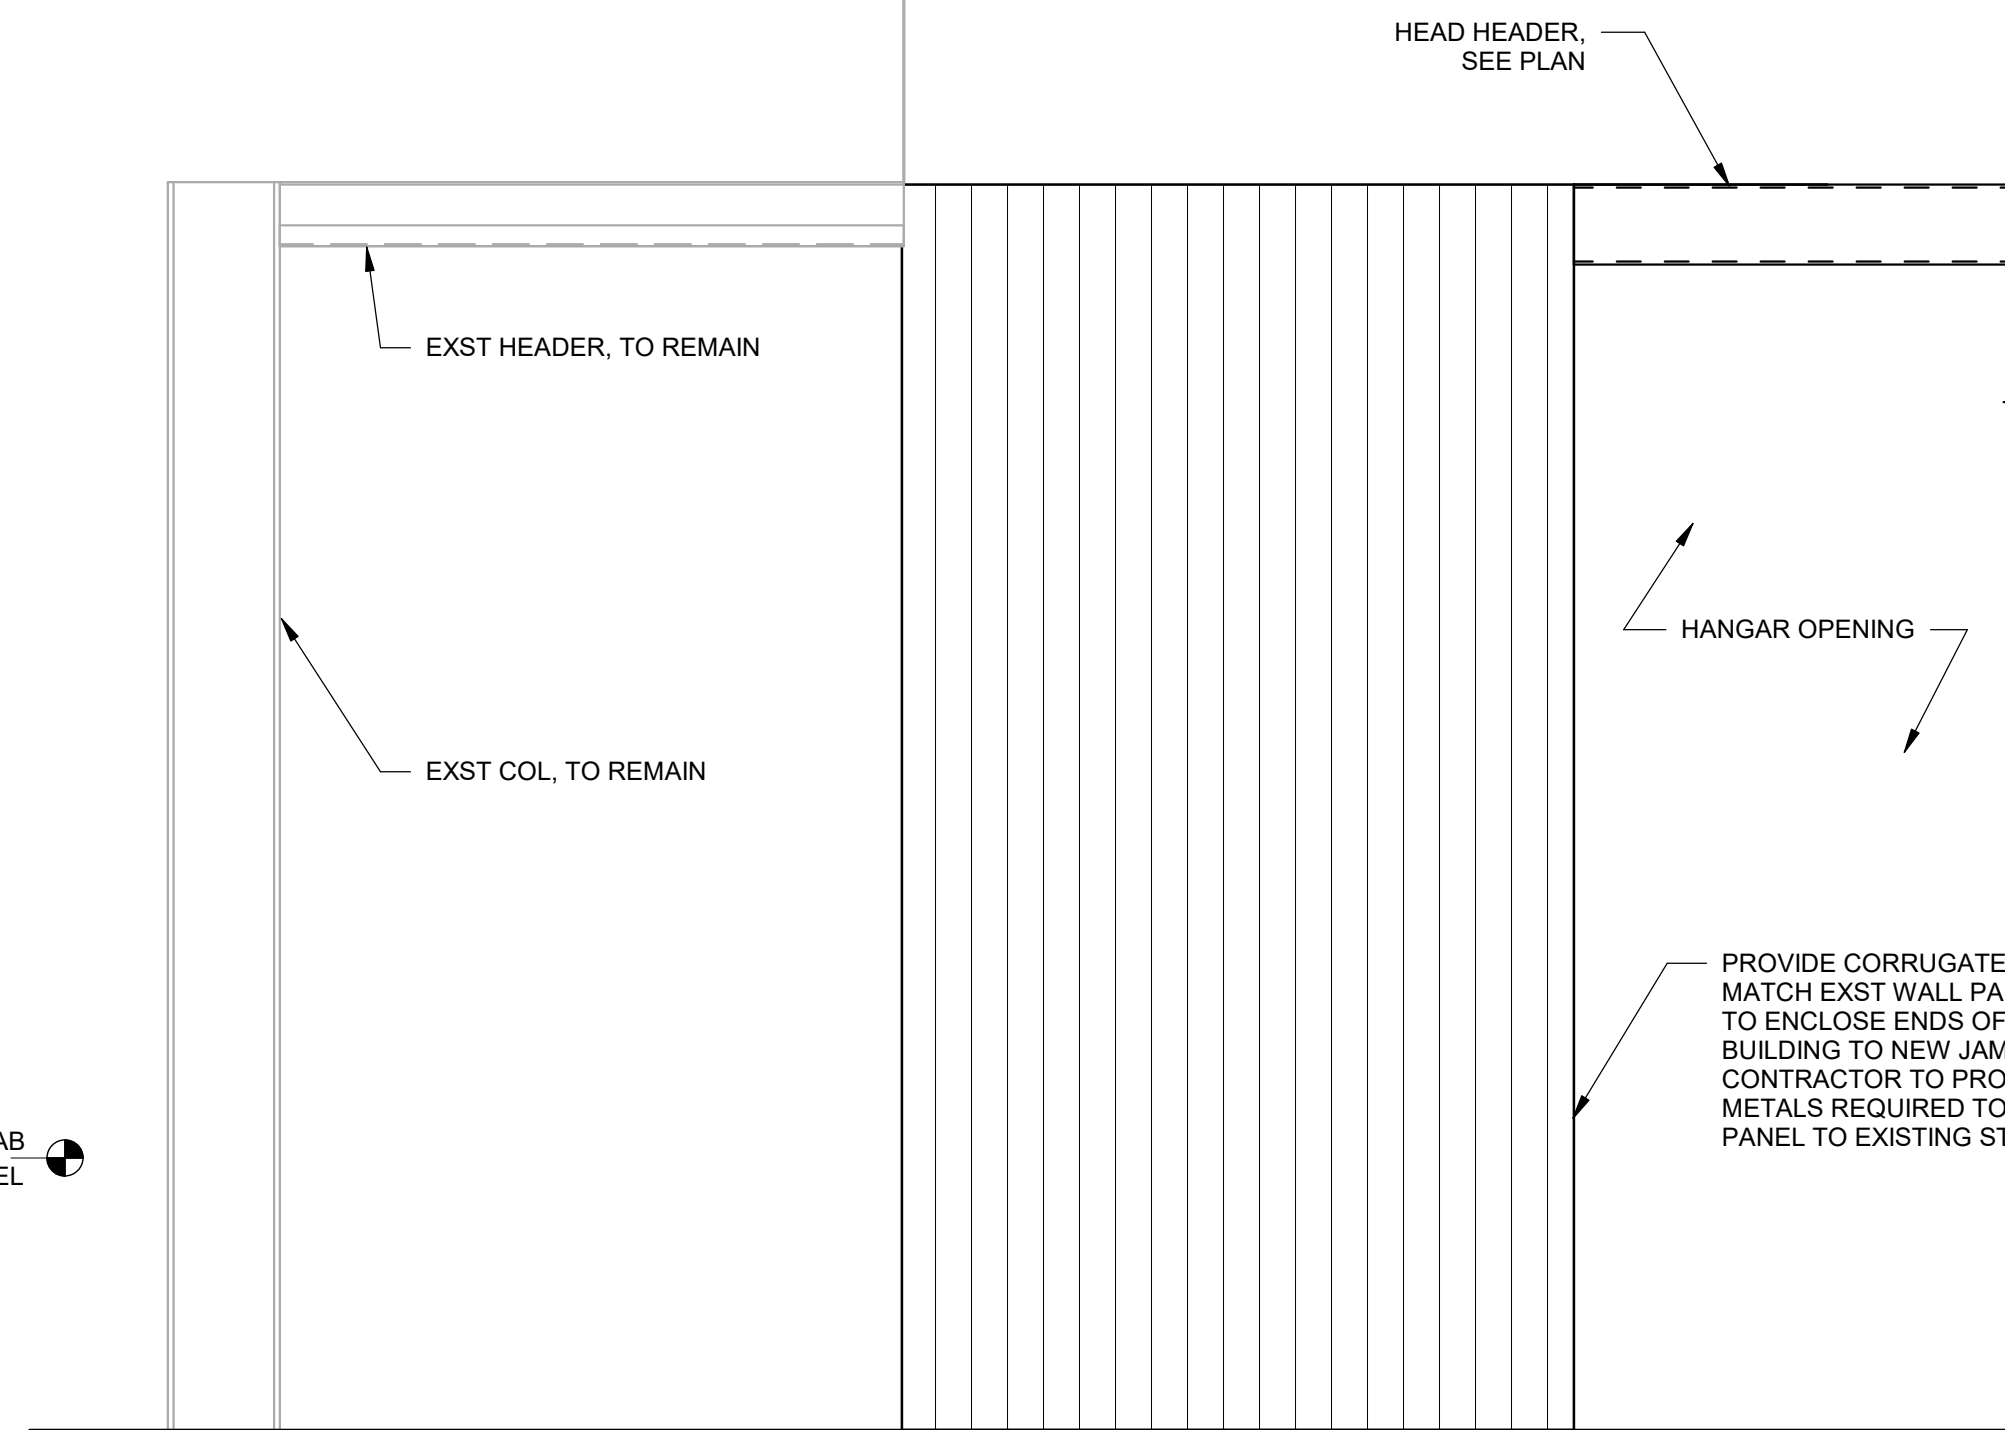 HEAD HEADER,
SEE PLAN
EXST HEADER, TO REMAIN
HANGAR OPENING
EXST COL, TO REMAIN
PROVIDE CORRUGATE
MATCH EXST WALL PA
TO ENCLOSE ENDS OF
BUILDING TO NEW JAM
CONTRACTOR TO PRO
METALS REQUIRED TO
PANEL TO EXISTING ST
AB
EL